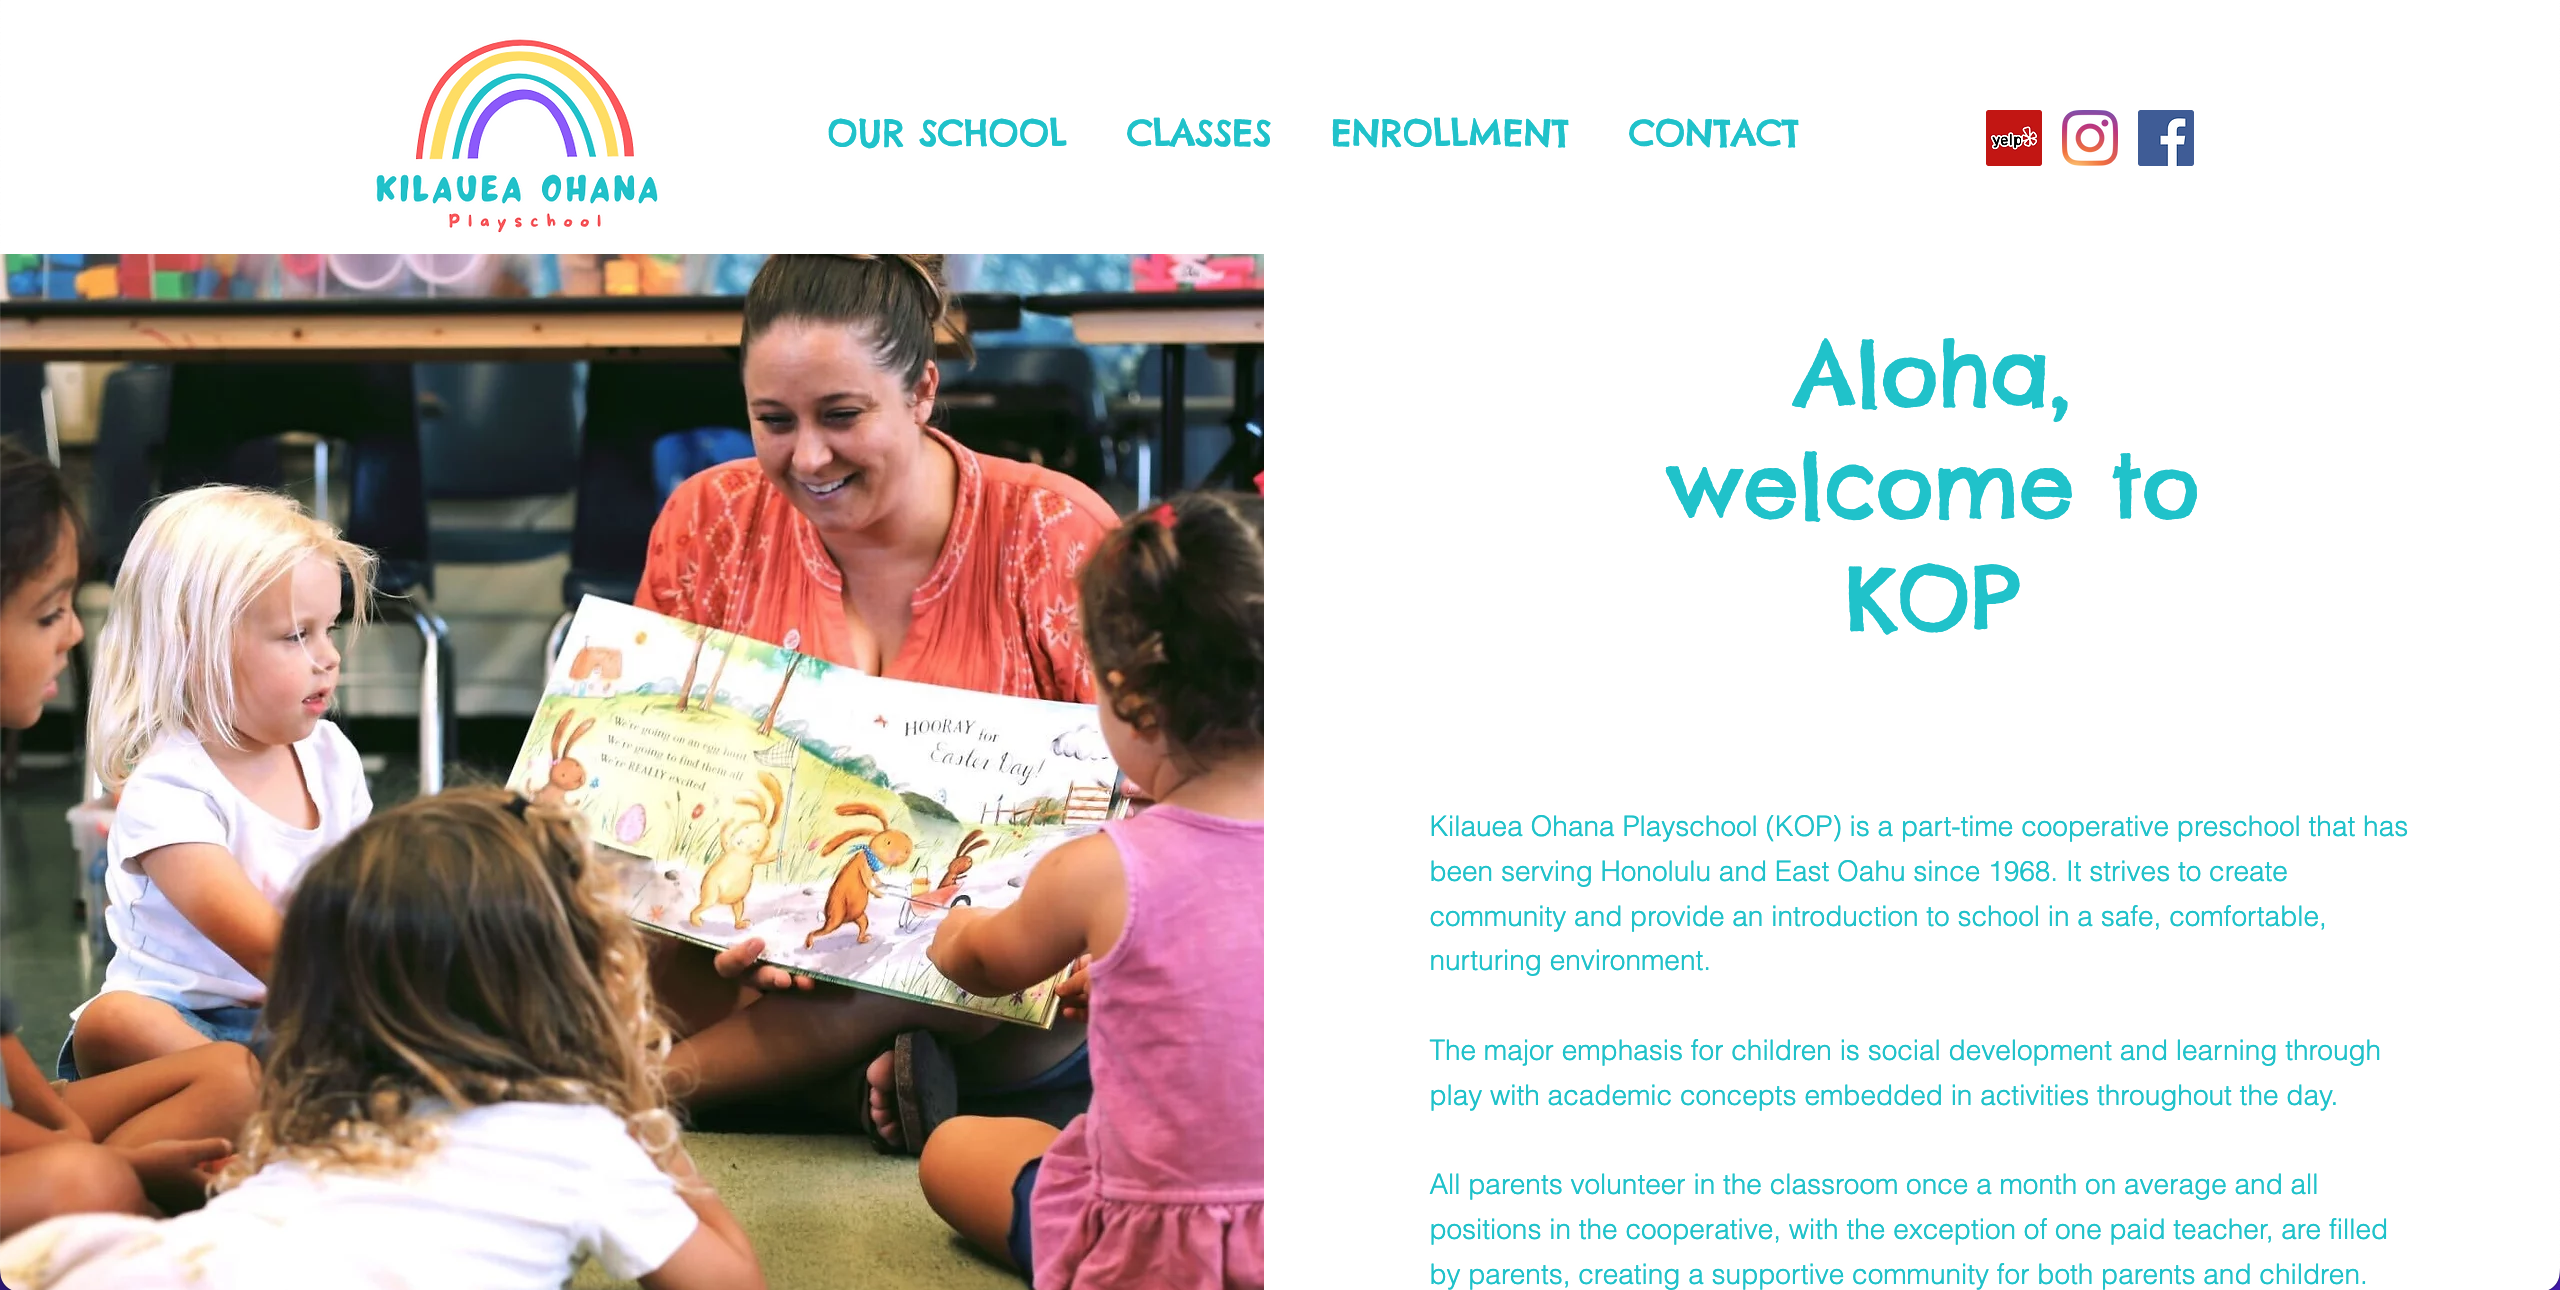 KILAUEA OHANA
Playschool
OUR SCHOOL CLASSES ENROLLMENT CONTACT
yelp
Aloha,
welcome to
KOP
We're going on an egg hunt
We're going to find them all
We're REALLY excited
HOORAY for
Easter Day!
Kilauea Ohana Playschool (KOP) is a part-time cooperative preschool that has
been serving Honolulu and East Oahu since 1968. It strives to create
community and provide an introduction to school in a safe, comfortable,
nurturing environment.
The major emphasis for children is social development and learning through
play with academic concepts embedded in activities throughout the day.
All parents volunteer in the classroom once a month on average and all
positions in the cooperative, with the exception of one paid teacher, are filled
by parents, creating a supportive community for both parents and children.